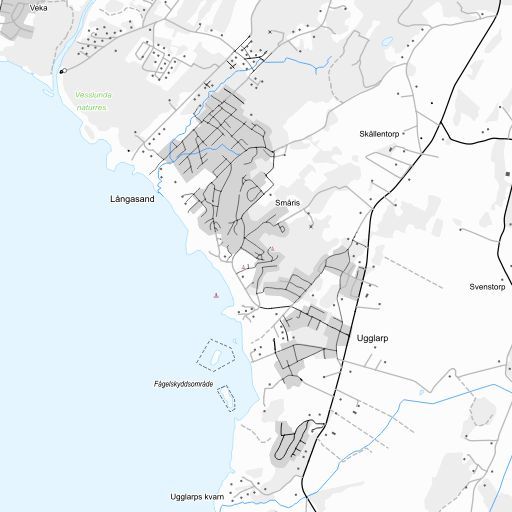 Veka
Vesslunda
naturres.
Skällentorp
Långasand
Småris
Svenstorp
Ugglarp
Fågelskyddsområde
Ugglarps kvarn